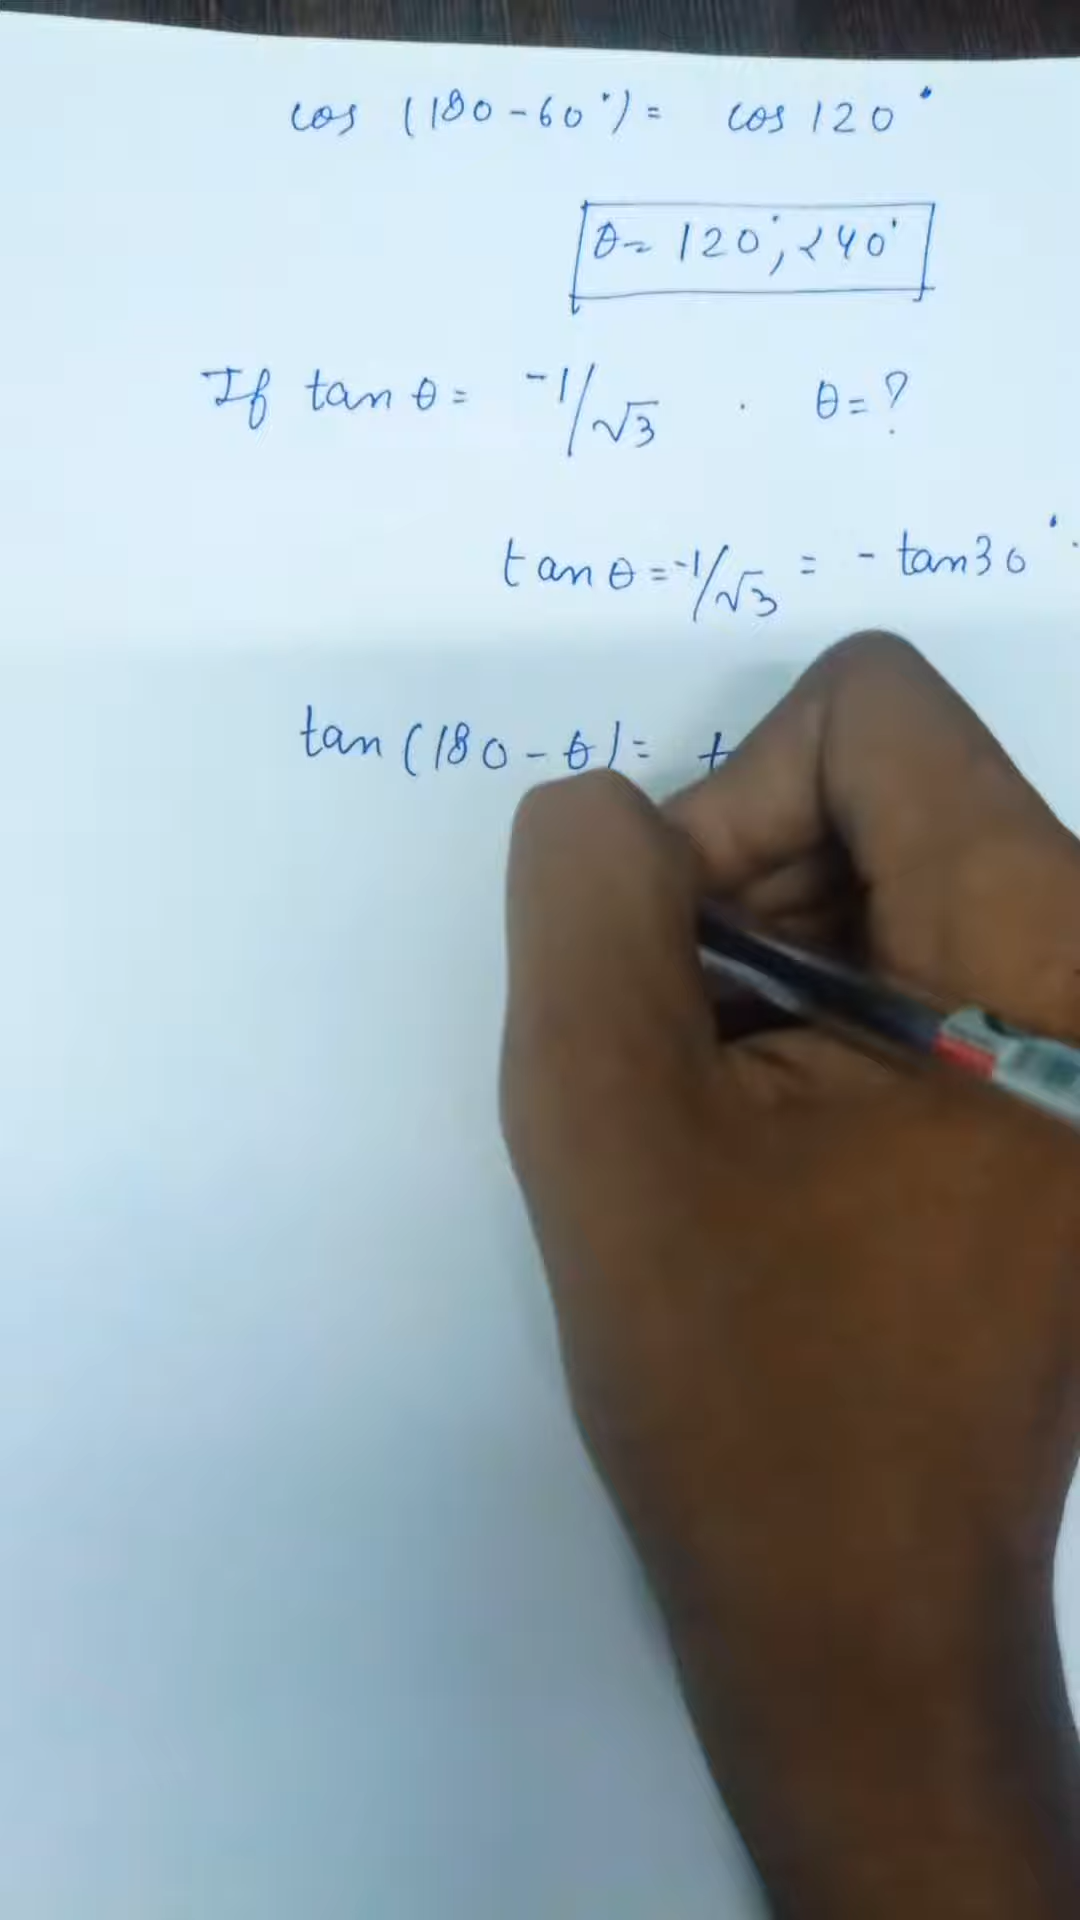 cos (180-60°) = cos 120°
θ = 120°, 240°
If tan θ = -1/√3 . θ = ?
tan θ = -1/√3 = - tan 30°.
tan (180 - θ) = t